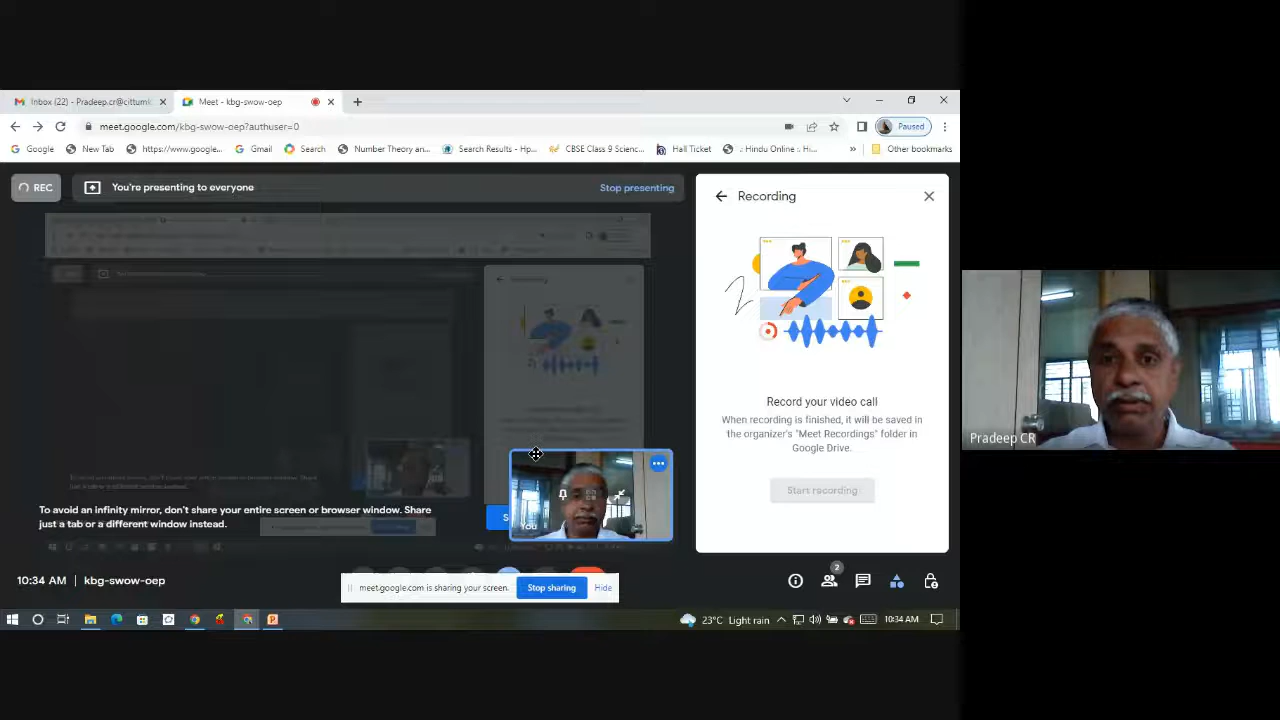 Inbox (22) - Pradeep.cr@cittumk
Meet - kbg-swow-oep
meet.google.com/kbg-swow-oep?authuser=0
Paused
Google
New Tab
https://www.google...
Gmail
Search
Number Theory an...
Search Results - Hp...
CBSE Class 9 Scienc...
Hall Ticket
: Hindu Online :. Hi...
»
Other bookmarks
REC
You're presenting to everyone
Stop presenting
Recording
2
Record your video call
When recording is finished, it will be saved in
the organizer's "Meet Recordings" folder in
Google Drive.
Start recording
Pradeep CR
To avoid an infinity mirror, don't share your entire screen or browser window. Share
just a tab or a different window instead.
S
You
10:34 AM | kbg-swow-oep
meet.google.com is sharing your screen.
Stop sharing
Hide
2
23°C Light rain
10:34 AM